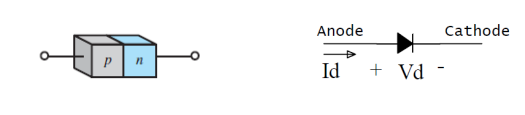 Anode Cathode
p n
Id + Vd -